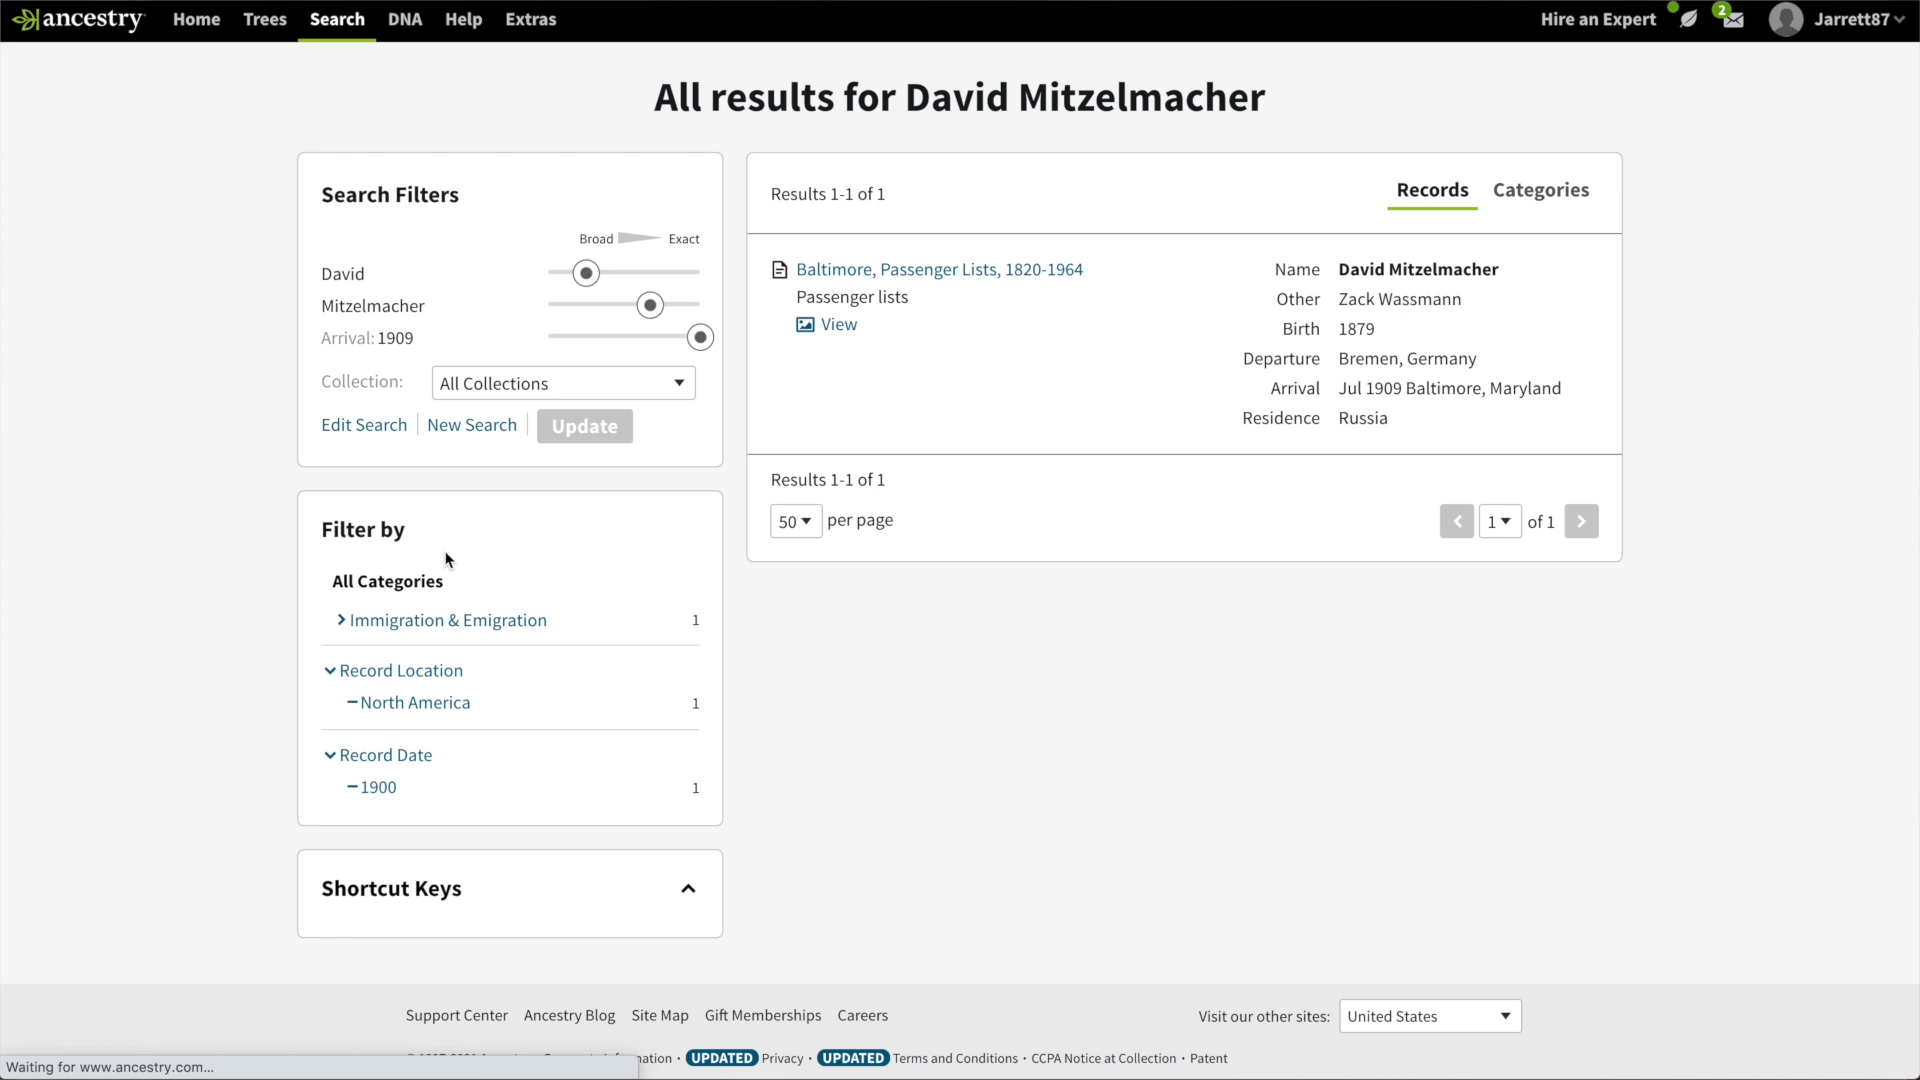 ancestry Home Trees Search DNA Help Extras Hire an Expert 2 Jarrett87
All results for David Mitzelmacher
Search Filters
Broad Exact
David
Mitzelmacher
Arrival: 1909
Collection: All Collections
Edit Search New Search Update
Filter by
All Categories
Immigration & Emigration 1
Record Location
North America 1
Record Date
1900 1
Shortcut Keys
Results 1-1 of 1 Records Categories
Baltimore, Passenger Lists, 1820-1964
Passenger lists
View
Name David Mitzelmacher
Other Zack Wassmann
Birth 1879
Departure Bremen, Germany
Arrival Jul 1909 Baltimore, Maryland
Residence Russia
Results 1-1 of 1
50 per page 1 of 1
Support Center Ancestry Blog Site Map Gift Memberships Careers Visit our other sites: United States
UPDATED Privacy • UPDATED Terms and Conditions • CCPA Notice at Collection • Patent
Waiting for www.ancestry.com...